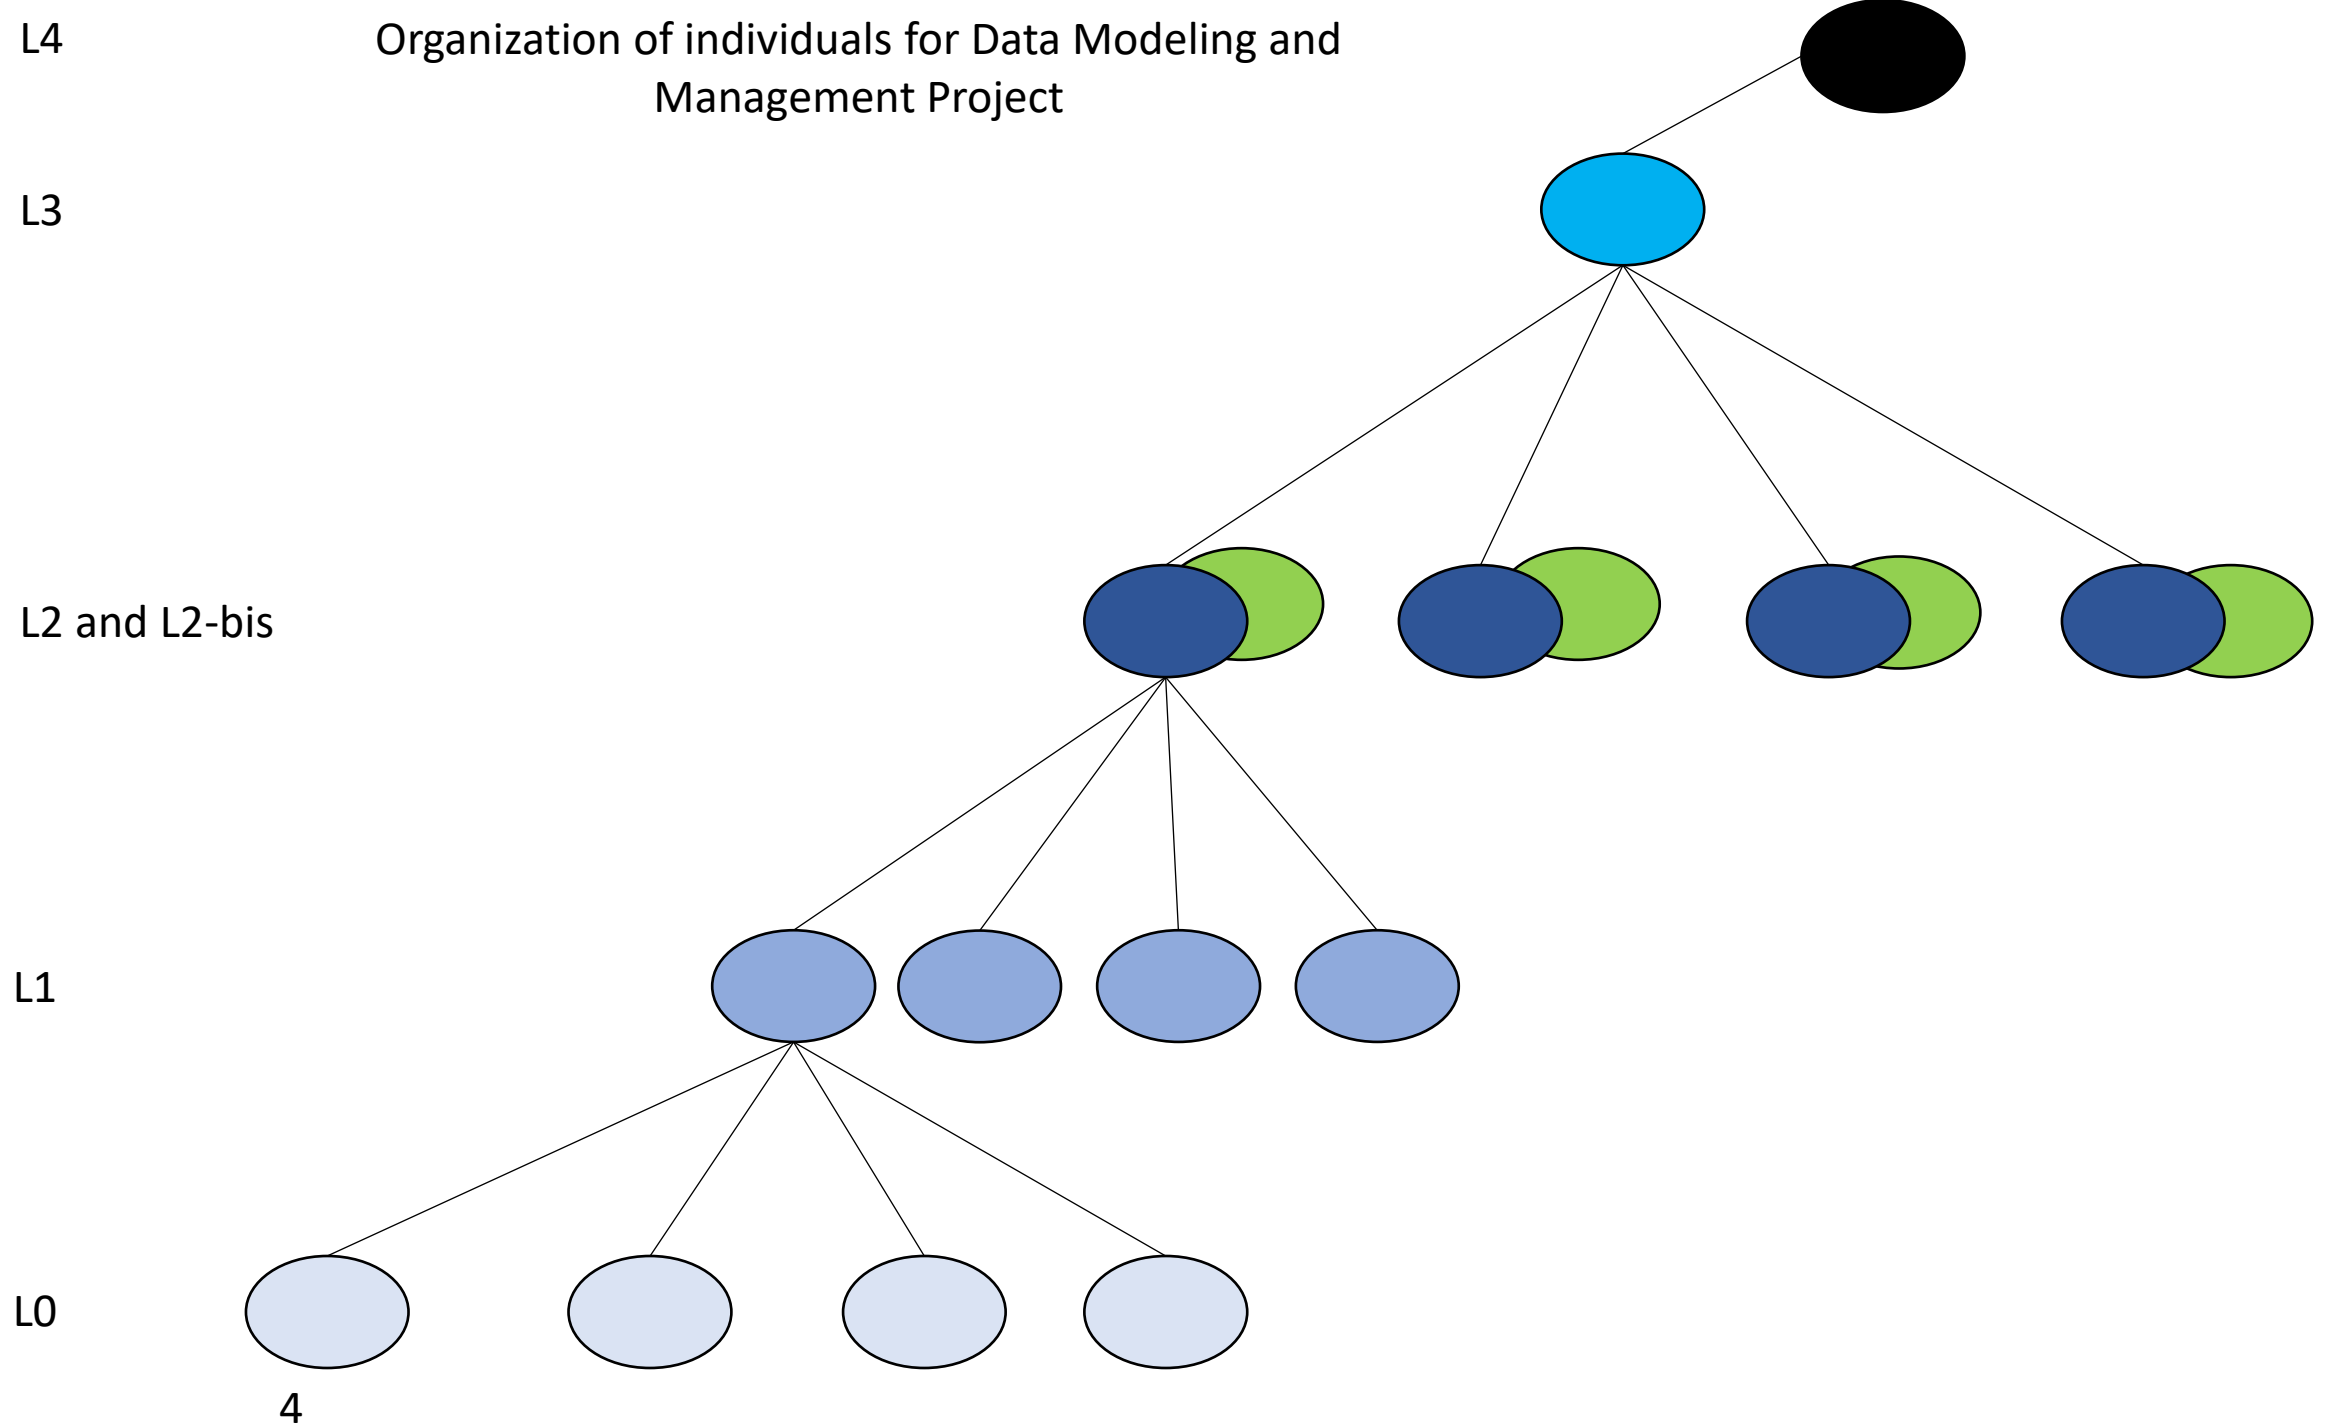 L4
Organization of individuals for Data Modeling and
Management Project
L3
L2 and L2-bis
L1
L0
4